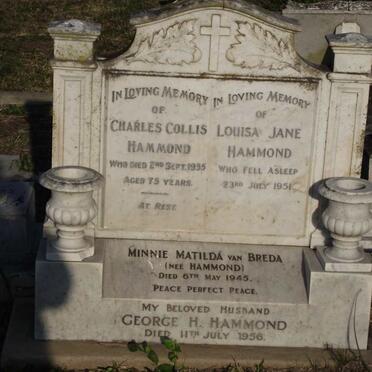 IN LOVING MEMORY
OF
CHARLES COLLIS
HAMMOND
WHO DIED 2ND SEPT. 1935
AGED 75 YEARS.
AT REST.
IN LOVING MEMORY
OF
LOUISA JANE
HAMMOND
WHO FELL ASLEEP
23RD JULY 1951.
MINNIE MATILDA VAN BREDA
(NEE HAMMOND)
DIED 6TH MAY 1945.
PEACE PERFECT PEACE.
MY BELOVED HUSBAND
GEORGE H. HAMMOND
DIED 11TH JULY 1956.